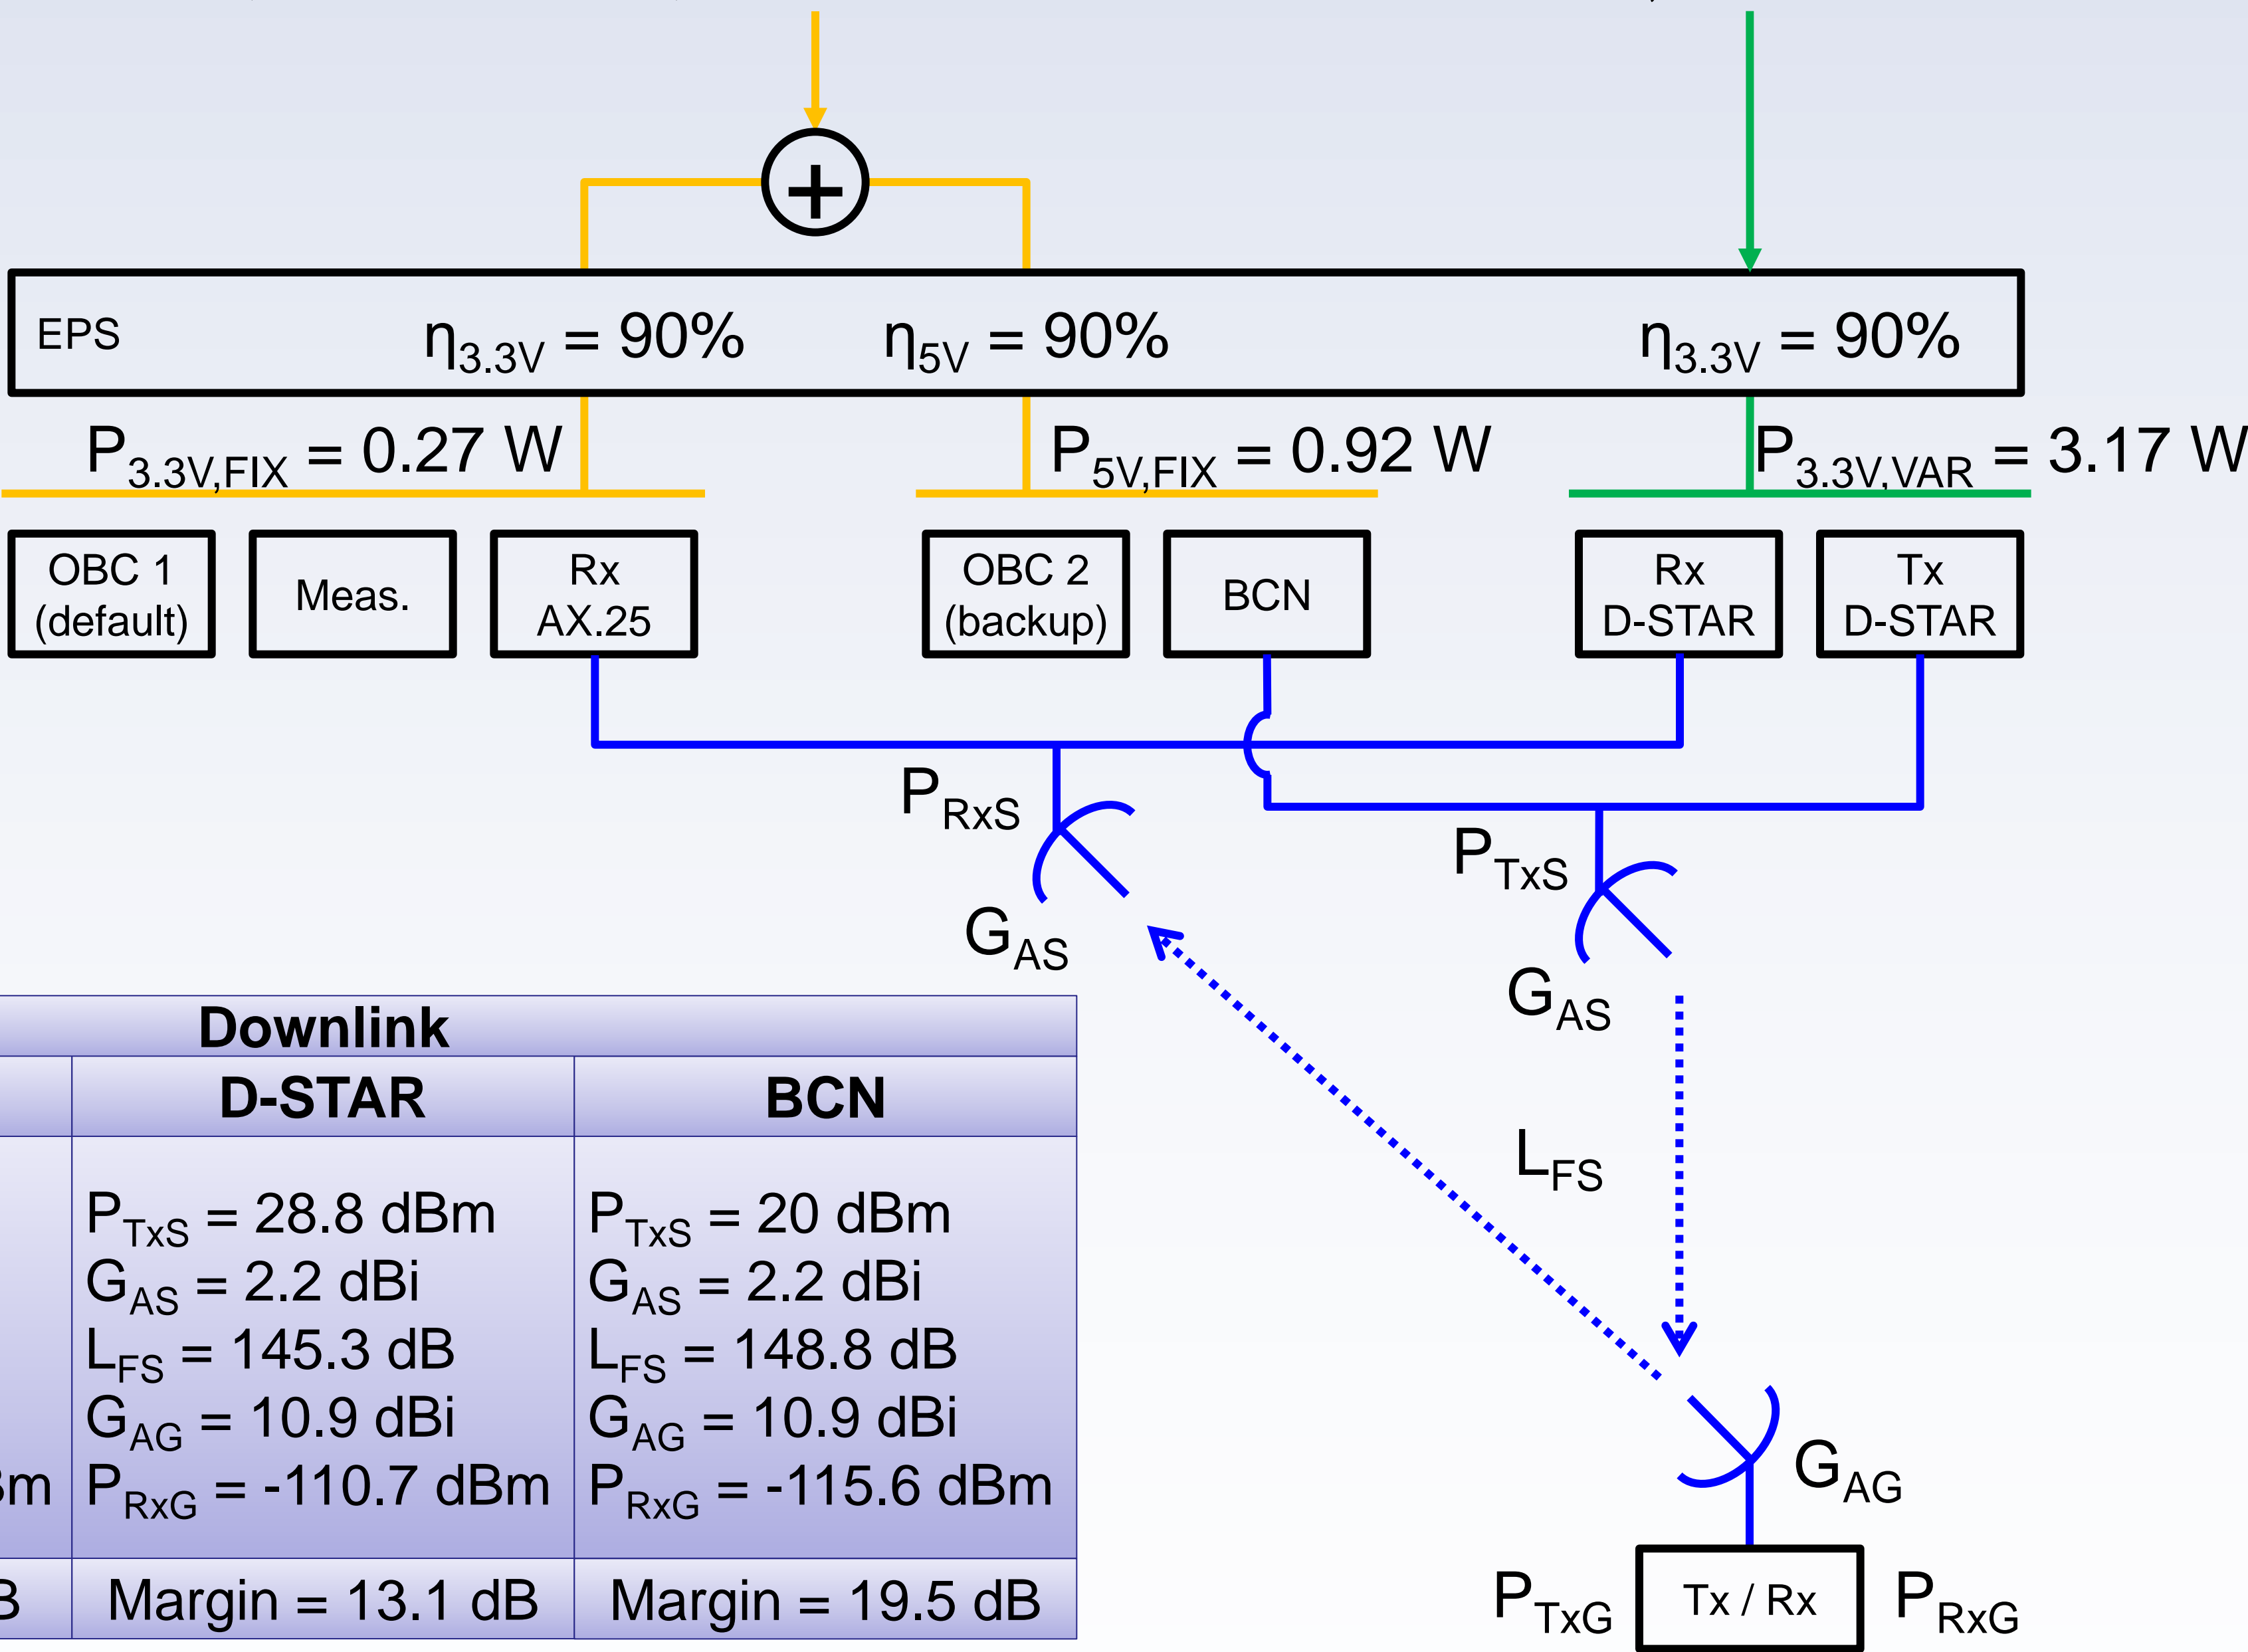 +
EPS
η3.3V = 90%
η5V = 90%
η3.3V = 90%
P3.3V,FIX = 0.27 W
P5V,FIX = 0.92 W
P3.3V,VAR = 3.17 W
OBC 1
(default)
Meas.
Rx
AX.25
OBC 2
(backup)
BCN
Rx
D-STAR
Tx
D-STAR
PRxS
GAS
PTxS
GAS
LFS
GAG
PTxG
Tx / Rx
PRxG
Downlink
D-STAR
BCN
PTxS = 28.8 dBm
GAS = 2.2 dBi
LFS = 145.3 dB
GAG = 10.9 dBi
PRxG = -110.7 dBm
PTxS = 20 dBm
GAS = 2.2 dBi
LFS = 148.8 dB
GAG = 10.9 dBi
PRxG = -115.6 dBm
Margin = 13.1 dB
Margin = 19.5 dB